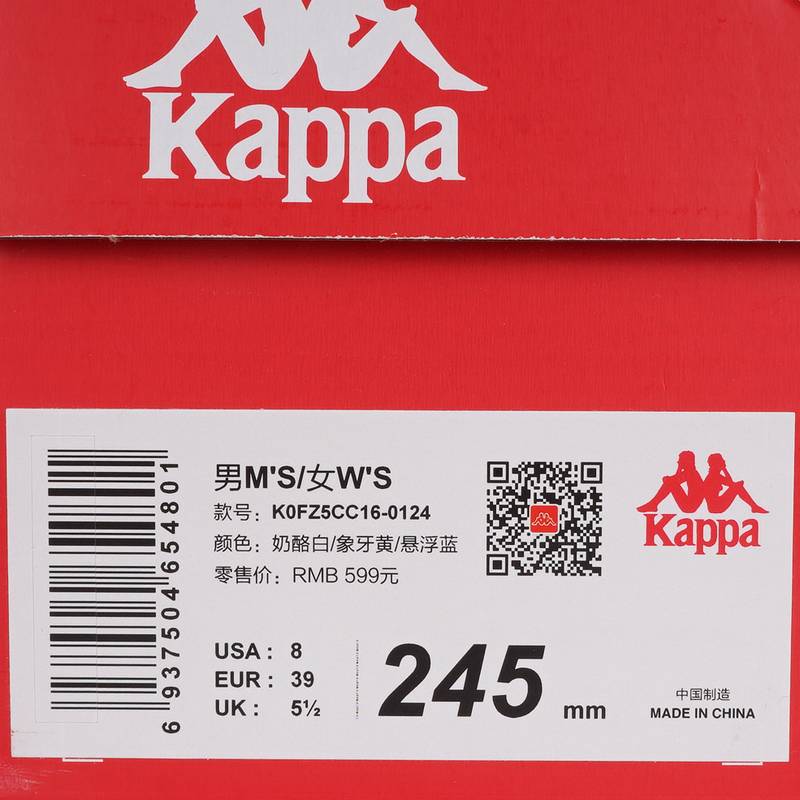 Kappa
男M'S/女W'S
款号：K0FZ5CC16-0124
颜色：奶酪白/象牙黄/悬浮蓝
零售价：RMB 599元
USA : 8
EUR : 39
UK : 5½
245 mm
6 937504 654801
Kappa
中国制造
MADE IN CHINA